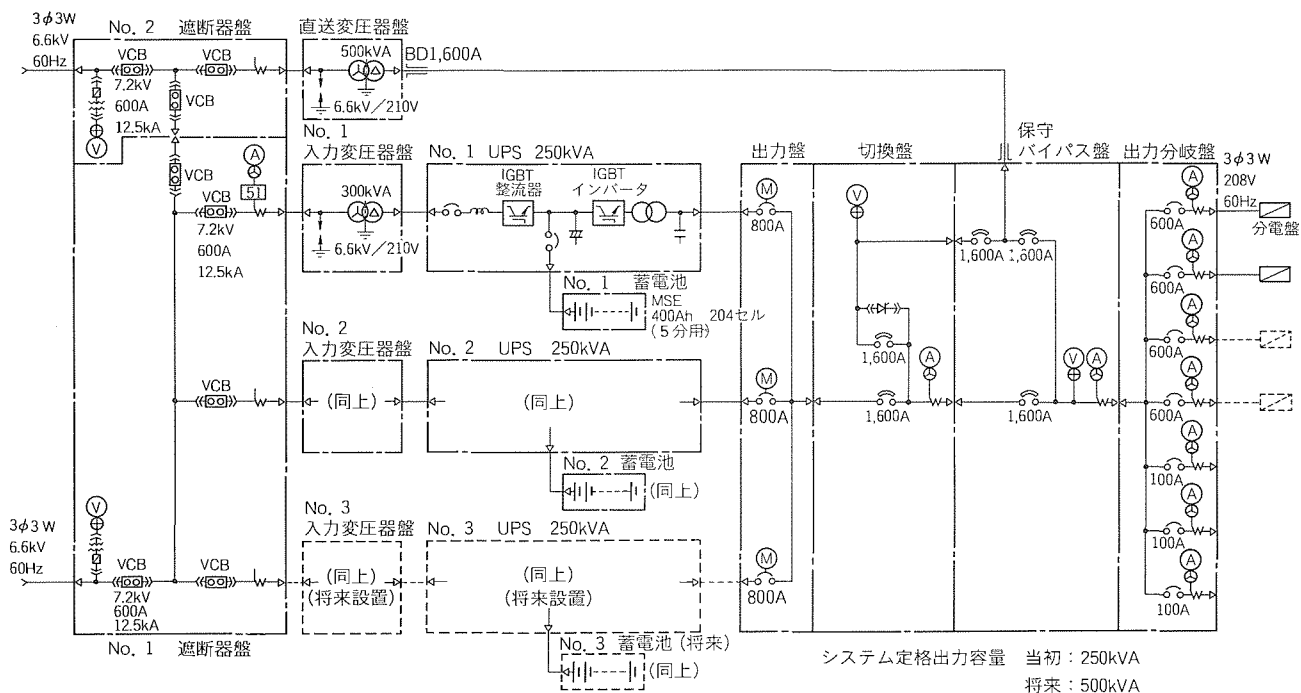 3φ3W
6.6kV
60Hz
No. 2 遮断器盤
VCB
7.2kV
600A
12.5kA
VCB
VCB
V
直送変圧器盤
500kVA
6.6kV/210V
BD1,600A
VCB
A
51
VCB
7.2kV
600A
12.5kA
No. 1
入力変圧器盤
300kVA
6.6kV/210V
No. 1 UPS 250kVA
IGBT
整流器
IGBT
インバータ
No. 1 蓄電池
MSE
400Ah 204セル
(5分用)
出力盤
M
800A
切換盤
V
1,600A
A
1,600A
保守
バイパス盤
1,600A
1,600A
V
A
1,600A
出力分岐盤
3φ3W
208V
60Hz
分電盤
A
600A
A
600A
A
600A
A
600A
A
100A
A
100A
A
100A
VCB
No. 2
入力変圧器盤
(同上)
No. 2 UPS 250kVA
(同上)
No. 2 蓄電池
(同上)
M
800A
3φ3W
6.6kV
60Hz
V
VCB
7.2kV
600A
12.5kA
VCB
No. 1 遮断器盤
No. 3
入力変圧器盤
(同上)
(将来設置)
No. 3 UPS 250kVA
(同上)
(将来設置)
No. 3 蓄電池(将来)
(同上)
M
800A
システム定格出力容量 当初:250kVA
将来:500kVA